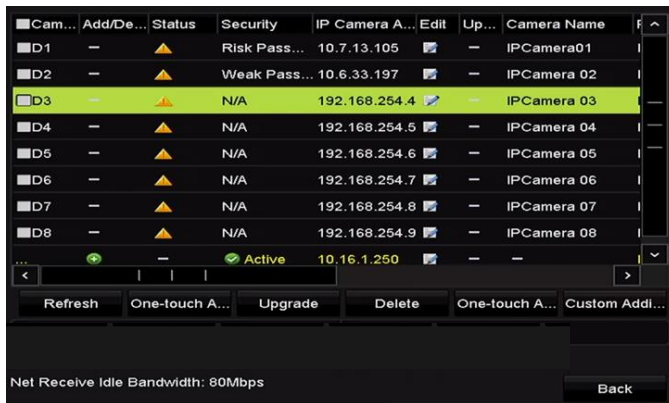 Cam... Add/De... Status Security IP Camera A... Edit Up... Camera Name
D1 – Risk Pass... 10.7.13.105 – IPCamera01
D2 – Weak Pass... 10.6.33.197 – IPCamera 02
D3 – N/A 192.168.254.4 – IPCamera 03
D4 – N/A 192.168.254.5 – IPCamera 04
D5 – N/A 192.168.254.6 – IPCamera 05
D6 – N/A 192.168.254.7 – IPCamera 06
D7 – N/A 192.168.254.8 – IPCamera 07
D8 – N/A 192.168.254.9 – IPCamera 08
... – Active 10.16.1.250 – –
Refresh One-touch A... Upgrade Delete One-touch A... Custom Addi...
Net Receive Idle Bandwidth: 80Mbps
Back